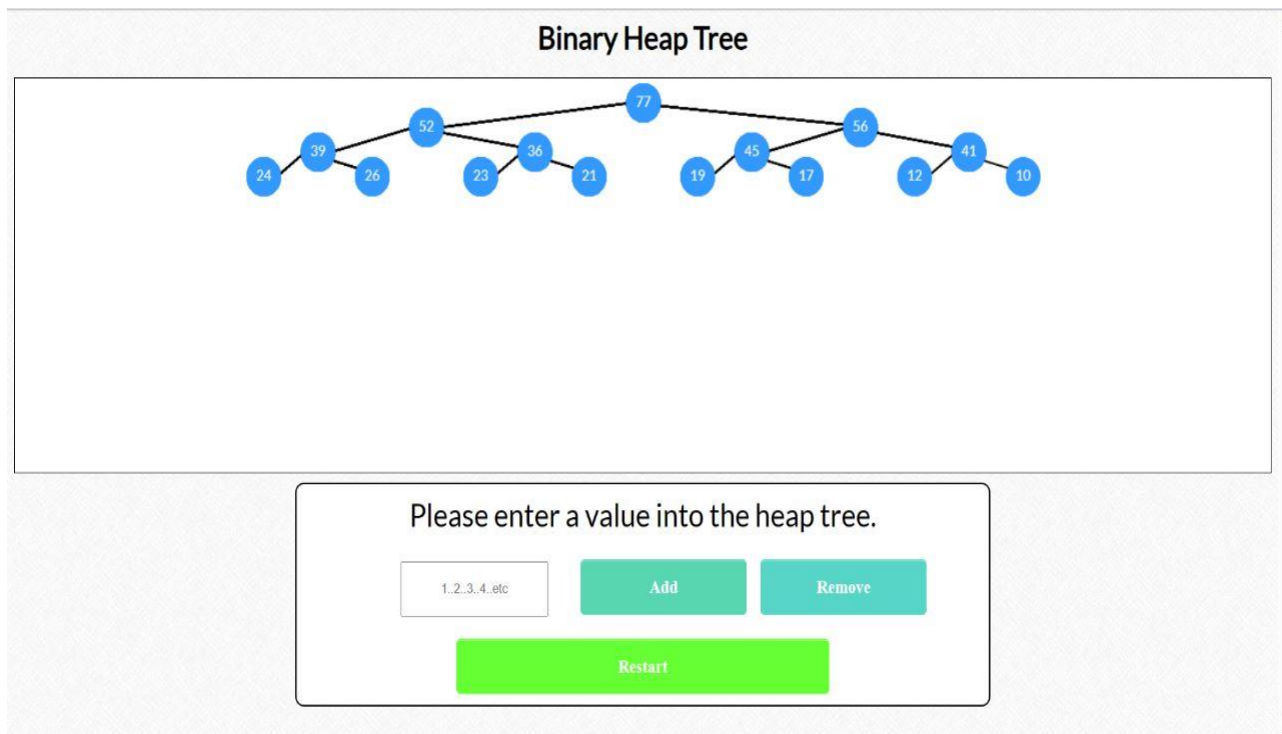 Binary Heap Tree
77
52 56
39 36 45 41
24 26 23 21 19 17 12 10
Please enter a value into the heap tree.
1..2..3..4..etc Add Remove
Restart